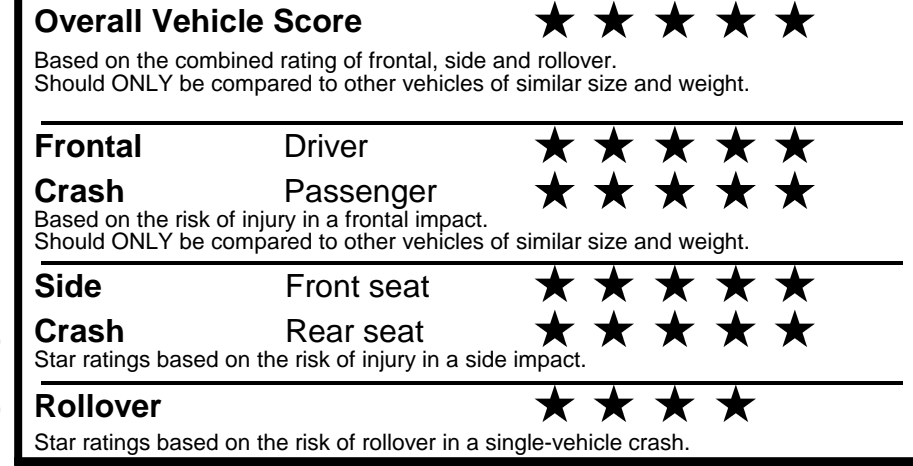 Overall Vehicle Score ★ ★ ★ ★ ★
Based on the combined rating of frontal, side and rollover.
Should ONLY be compared to other vehicles of similar size and weight.
Frontal Driver ★ ★ ★ ★ ★
Crash Passenger ★ ★ ★ ★ ★
Based on the risk of injury in a frontal impact.
Should ONLY be compared to other vehicles of similar size and weight.
Side Front seat ★ ★ ★ ★ ★
Crash Rear seat ★ ★ ★ ★ ★
Star ratings based on the risk of injury in a side impact.
Rollover ★ ★ ★ ★
Star ratings based on the risk of rollover in a single-vehicle crash.